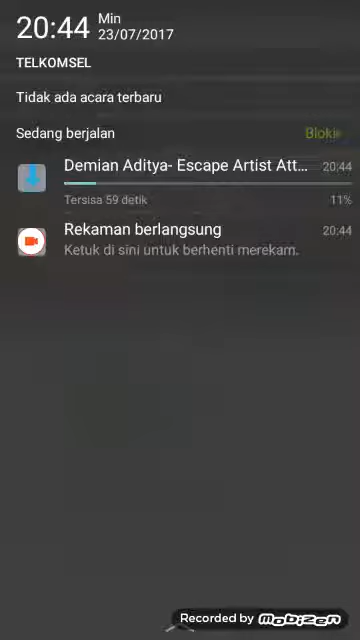 20:44 Min
23/07/2017
TELKOMSEL
Tidak ada acara terbaru
Sedang berjalan
Demian Aditya- Escape Artist Att... 20:44
Tersisa 59 detik 11%
Rekaman berlangsung 20:44
Ketuk di sini untuk berhenti merekam.
Recorded by Mobizen